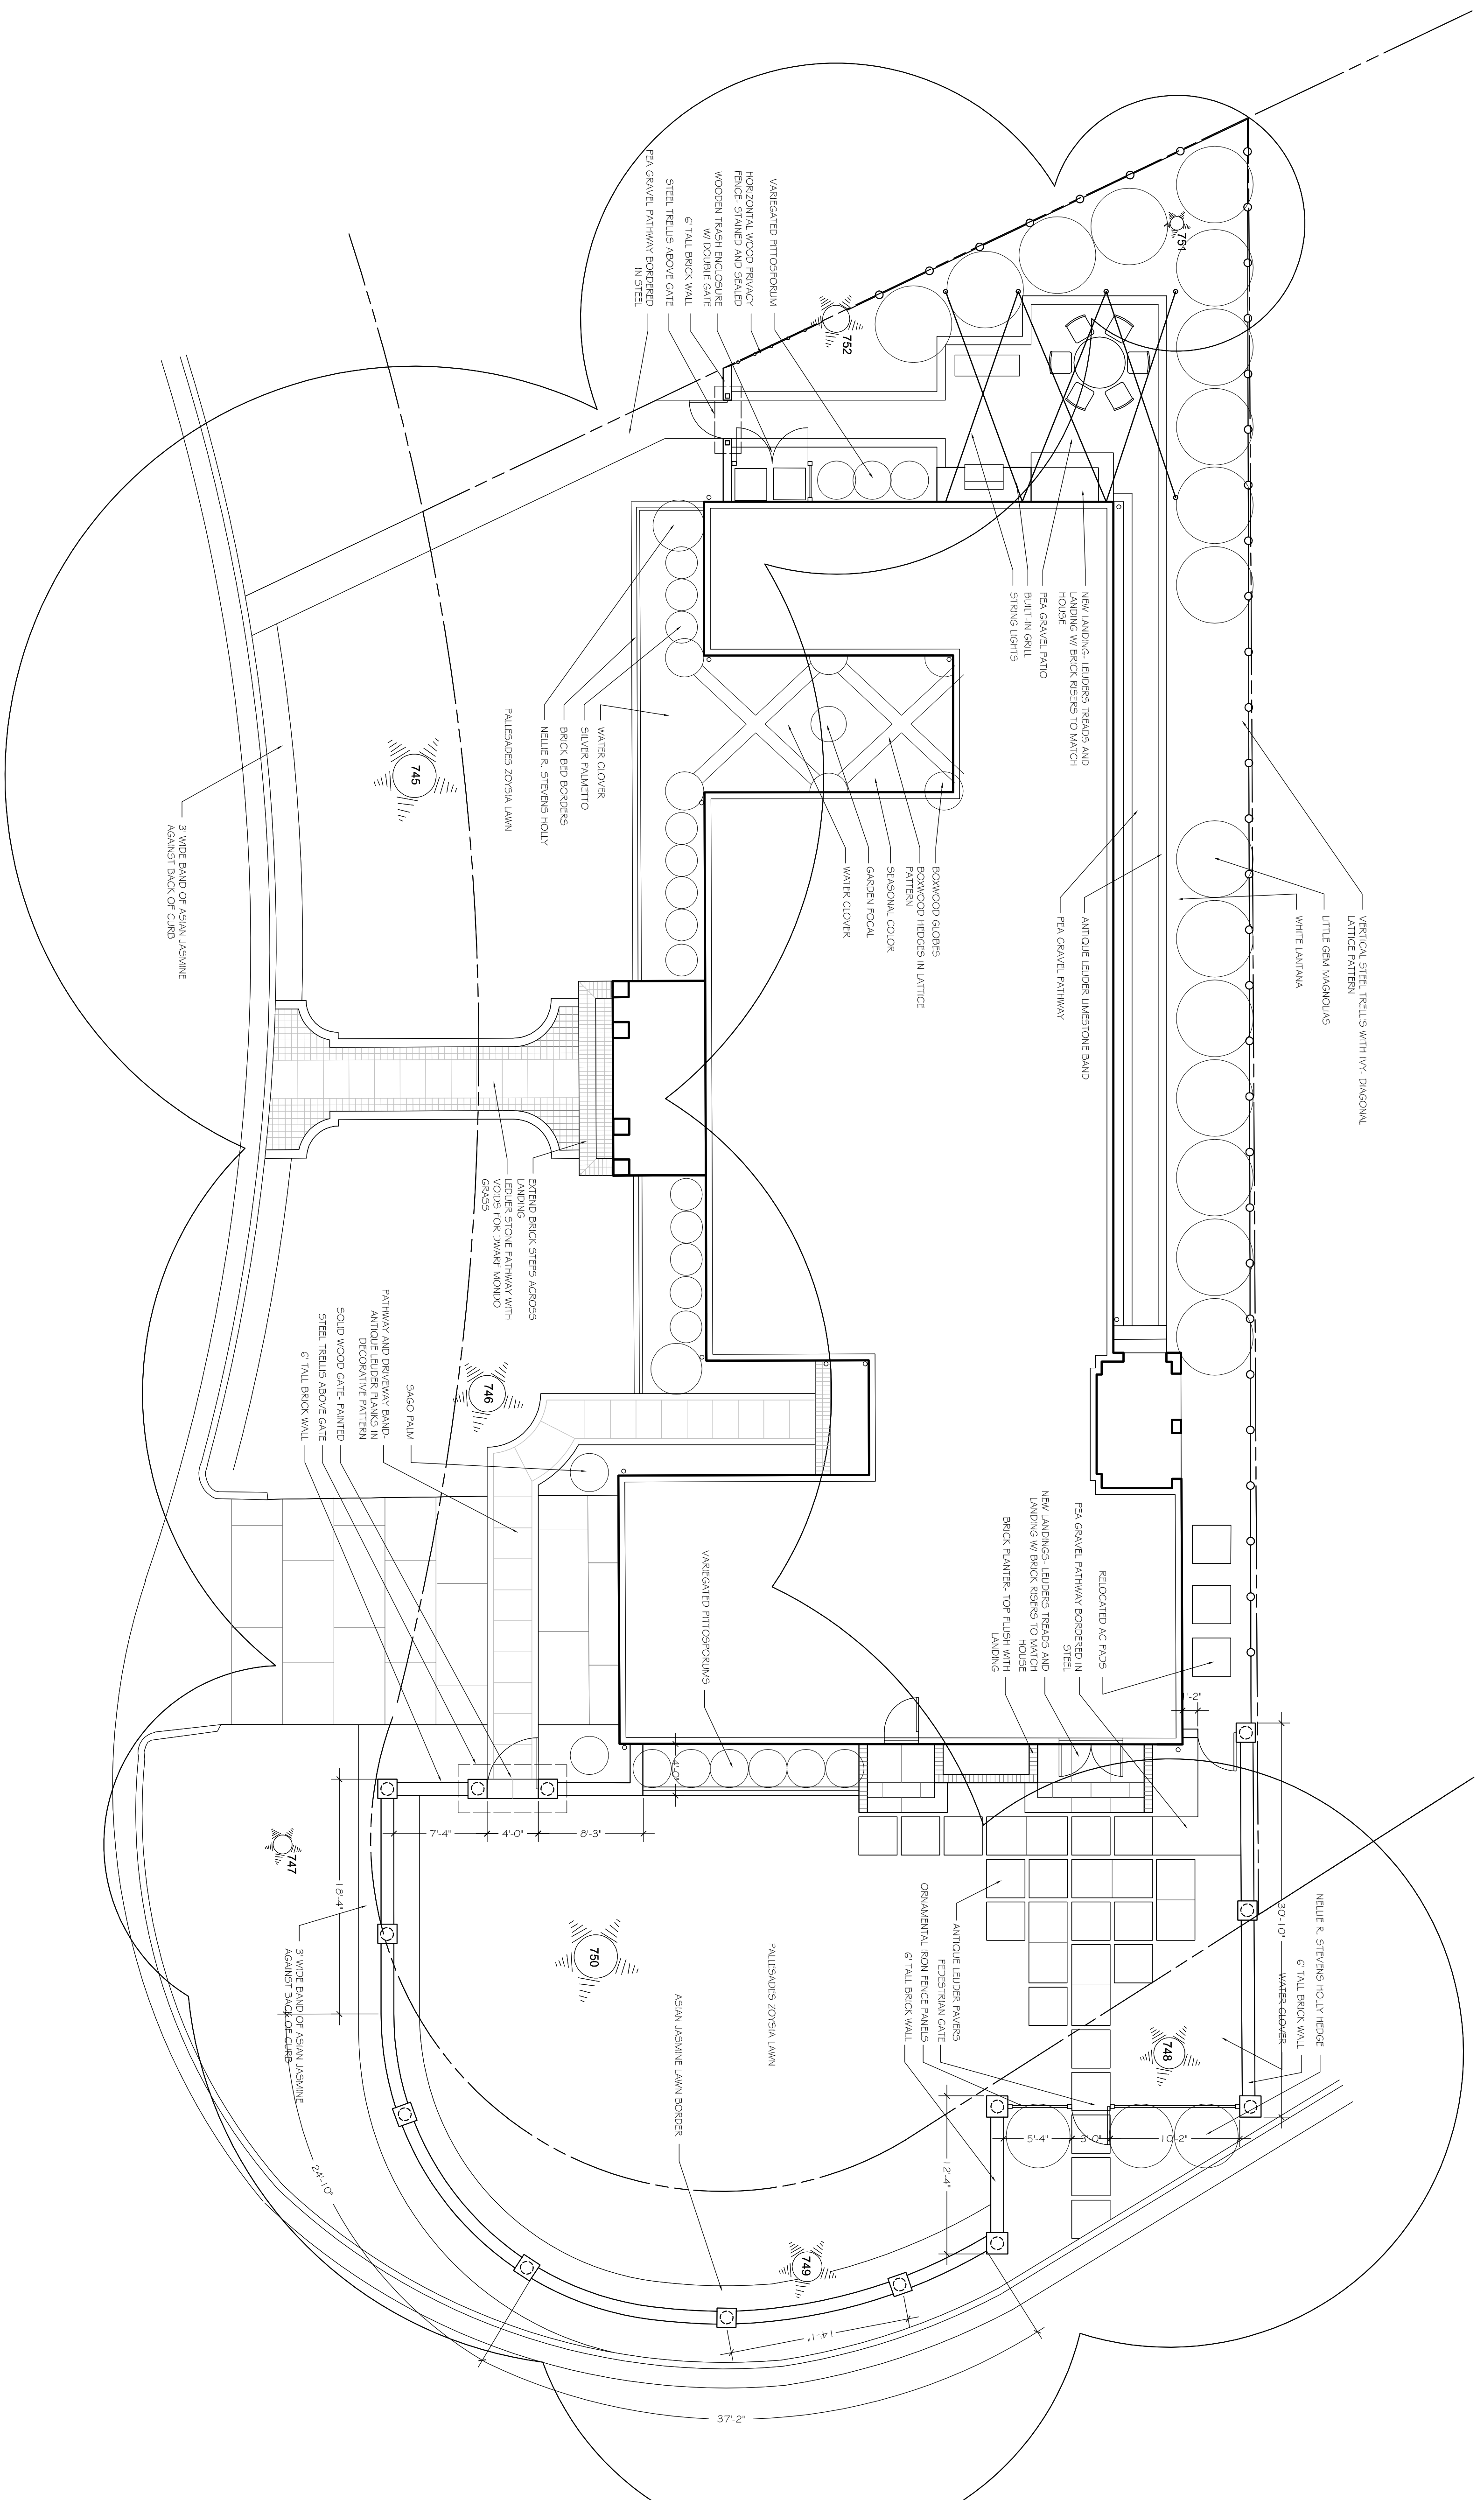 VERTICAL STEEL TRELLIS WITH IVY- DIAGONAL
LATTICE PATTERN
LITTLE GEM MAGNOLIAS
WHITE LANTANA
ANTIQUE LEUDER LIMESTONE BAND
PEA GRAVEL PATHWAY
NEW LANDING- LEUDERS TREADS AND
LANDING W/ BRICK RISERS TO MATCH
HOUSE
PEA GRAVEL PATIO
BUILT-IN GRILL
STRING LIGHTS
BOXWOOD GLOBES
BOXWOOD HEDGES IN LATTICE
PATTERN
SEASONAL COLOR
GARDEN FOCAL
WATER CLOVER
VARIEGATED PITTOSPORUM
HORIZONTAL WOOD PRIVACY
FENCE- STAINED AND SEALED
WOODEN TRASH ENCLOSURE
W/ DOUBLE GATE
6' TALL BRICK WALL
STEEL TRELLIS ABOVE GATE
PEA GRAVEL PATHWAY BORDERED
IN STEEL
WATER CLOVER
SILVER PALMETTO
BRICK BED BORDERS
NELLIE R. STEVENS HOLLY
PALLESADES ZOYSIA LAWN
3' WIDE BAND OF ASIAN JASMINE
AGAINST BACK OF CURB
EXTEND BRICK STEPS ACROSS
LANDING
LEDUER STONE PATHWAY WITH
VOIDS FOR DWARF MONDO
GRASS
SAGO PALM
PATHWAY AND DRIVEWAY BAND-
ANTIQUE LEUDER PLANKS IN
DECORATIVE PATTERN
SOLID WOOD GATE- PAINTED
STEEL TRELLIS ABOVE GATE
6' TALL BRICK WALL
RELOCATED AC PADS
PEA GRAVEL PATHWAY BORDERED IN
STEEL
NEW LANDINGS- LEUDERS TREADS AND
LANDING W/ BRICK RISERS TO MATCH
HOUSE
BRICK PLANTER- TOP FLUSH WITH
LANDING
VARIEGATED PITTOSPORUMS
NELLIE R. STEVENS HOLLY HEDGE
6' TALL BRICK WALL
WATER CLOVER
ANTIQUE LEUDER PAVERS
PEDESTRIAN GATE
ORNAMENTAL IRON FENCE PANELS
6' TALL BRICK WALL
PALLESADES ZOYSIA LAWN
ASIAN JASMINE LAWN BORDER
3' WIDE BAND OF ASIAN JASMINE
AGAINST BACK OF CURB
751
752
745
746
747
750
748
749
4'-0"
7'-4"
4'-0"
8'-3"
18'-4"
24'-10"
37'-2"
14'-1"
12'-4"
5'-4"
3'-0"
10'-2"
30'-10"